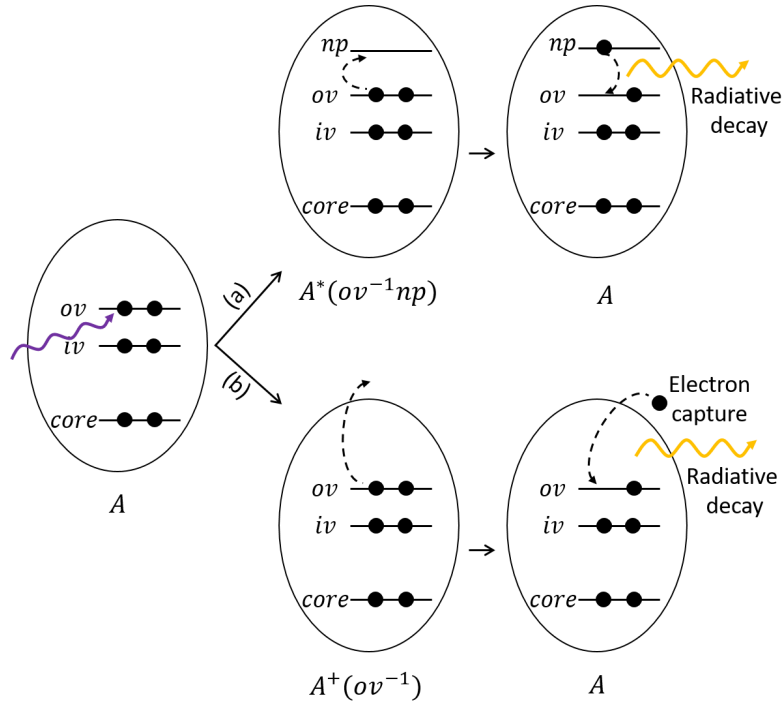 np
ov
iv
core
A*(ov⁻¹np)
np
ov
iv
core
A
Radiative
decay
ov
iv
core
A
(a)
(b)
ov
iv
core
A⁺(ov⁻¹)
Electron
capture
Radiative
decay
ov
iv
core
A